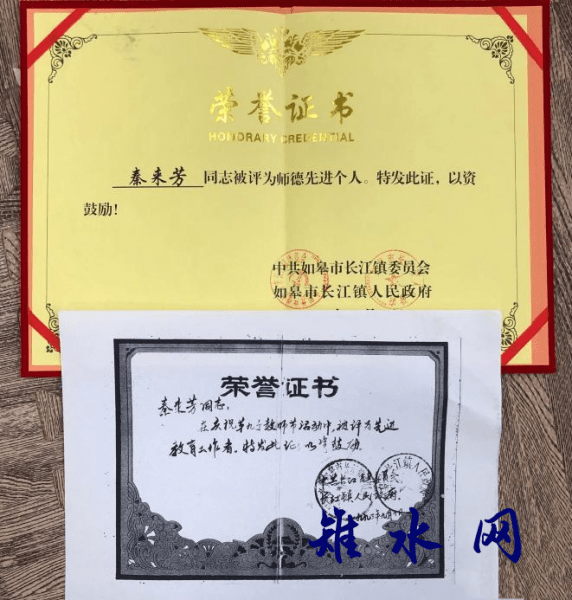 荣誉证书
HONORARY CREDENTIAL
秦来芳 同志被评为师德先进个人。特发此证,以资
鼓励!
中共如皋市长江镇委员会
如皋市长江镇人民政府
荣誉证书
秦来芳同志:
在庆祝第九个教师节活动中,被评为先进
教育工作者。特发此证,以资鼓励。
雉水网